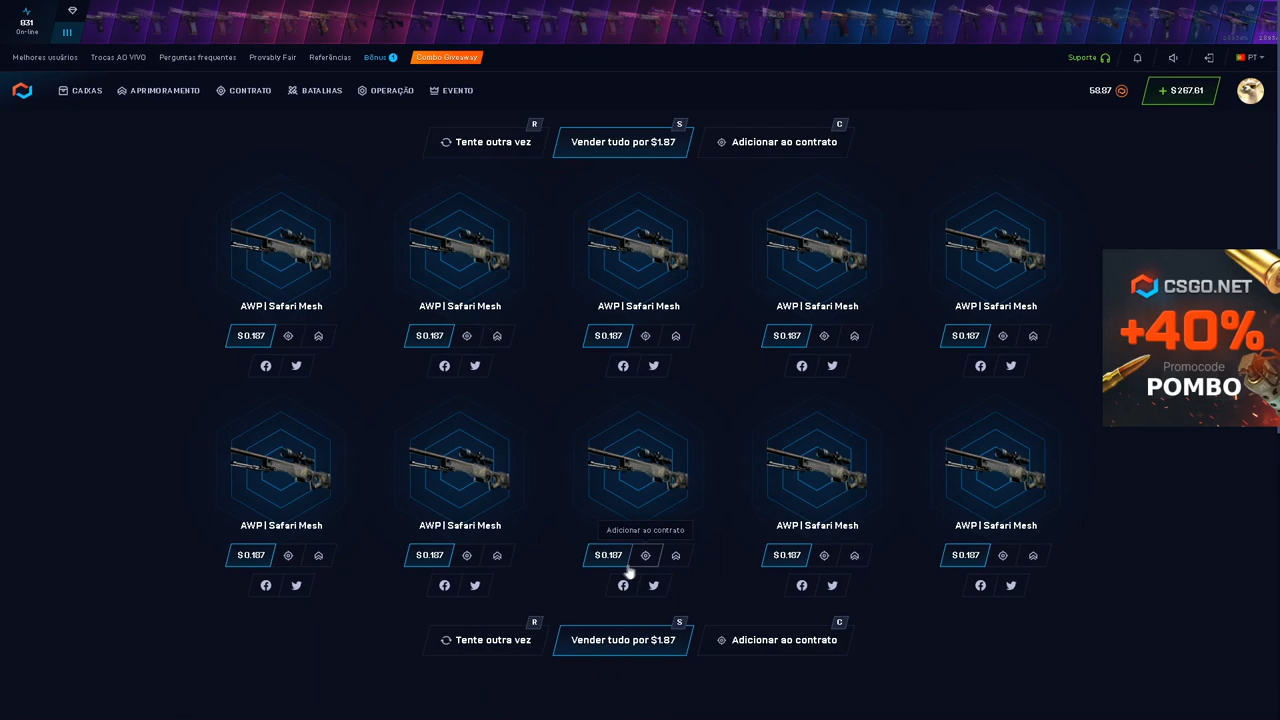 831
On-line
Melhores usuários Trocas AO VIVO Perguntas frequentes Provably Fair Referências Bônus Combo Giveaway Suporte PT
CAIXAS APRIMORAMENTO CONTRATO BATALHAS OPERAÇÃO EVENTO 58.87 + $ 267.61
R S C
Tente outra vez Vender tudo por $1.87 Adicionar ao contrato
AWP | Safari Mesh AWP | Safari Mesh AWP | Safari Mesh AWP | Safari Mesh AWP | Safari Mesh
$ 0.187 $ 0.187 $ 0.187 $ 0.187 $ 0.187
CSGO.NET
+40%
Promocode
POMBO
AWP | Safari Mesh AWP | Safari Mesh AWP | Safari Mesh AWP | Safari Mesh AWP | Safari Mesh
Adicionar ao contrato
$ 0.187 $ 0.187 $ 0.187 $ 0.187 $ 0.187
R S C
Tente outra vez Vender tudo por $1.87 Adicionar ao contrato